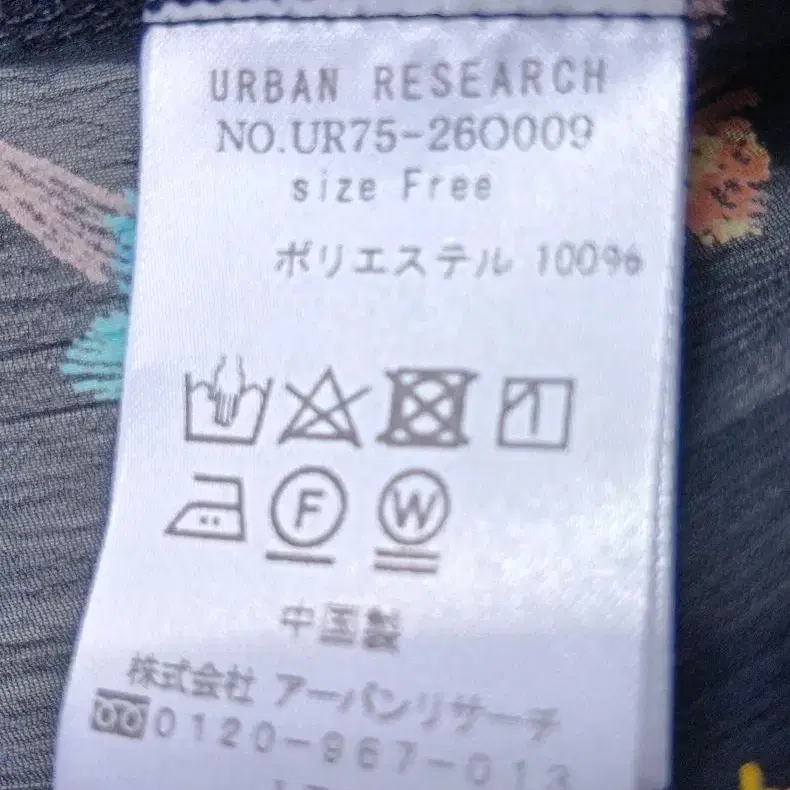 URBAN RESEARCH
NO.UR75-260009
size Free
ポリエステル 100%
F W
中国製
株式会社 アーバンリサーチ
0120-967-013